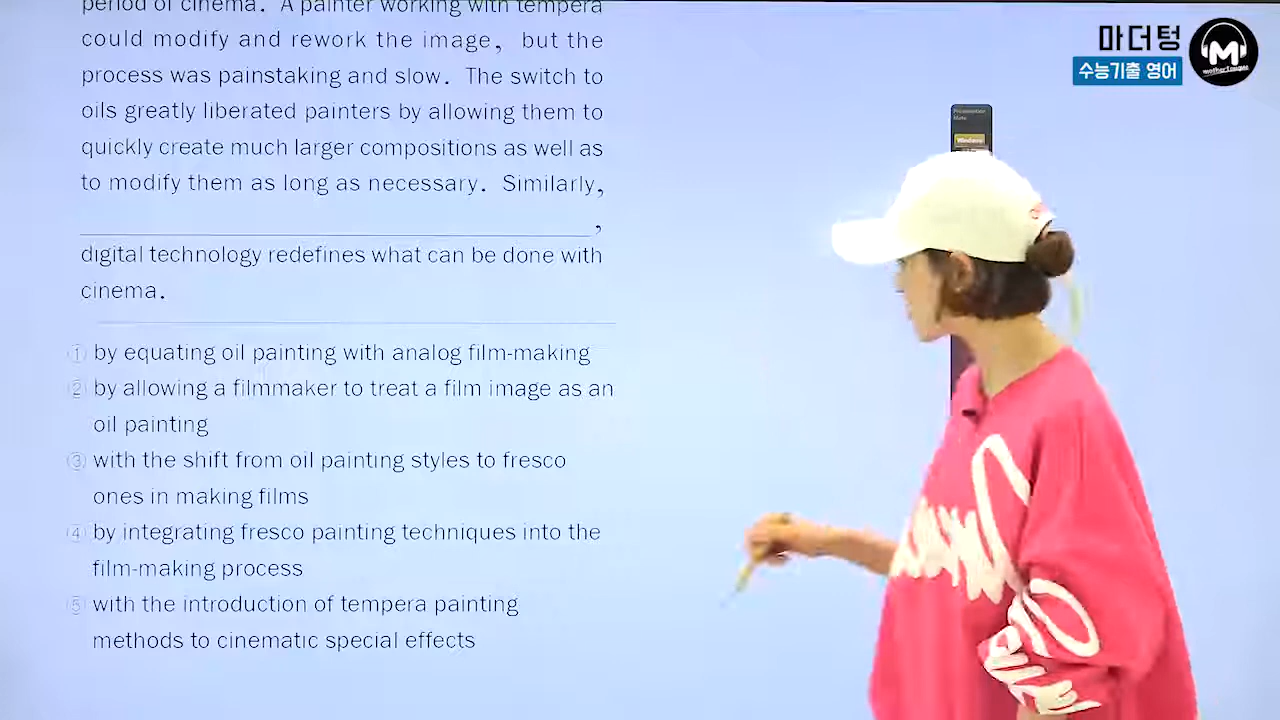 period of cinema. A painter working with tempera
could modify and rework the image, but the
process was painstaking and slow. The switch to
oils greatly liberated painters by allowing them to
quickly create much larger compositions as well as
to modify them as long as necessary. Similarly,
,
digital technology redefines what can be done with
cinema.
① by equating oil painting with analog film-making
② by allowing a filmmaker to treat a film image as an
oil painting
③ with the shift from oil painting styles to fresco
ones in making films
④ by integrating fresco painting techniques into the
film-making process
⑤ with the introduction of tempera painting
methods to cinematic special effects
마더텅
수능기출 영어
M
mothertongue
Windows